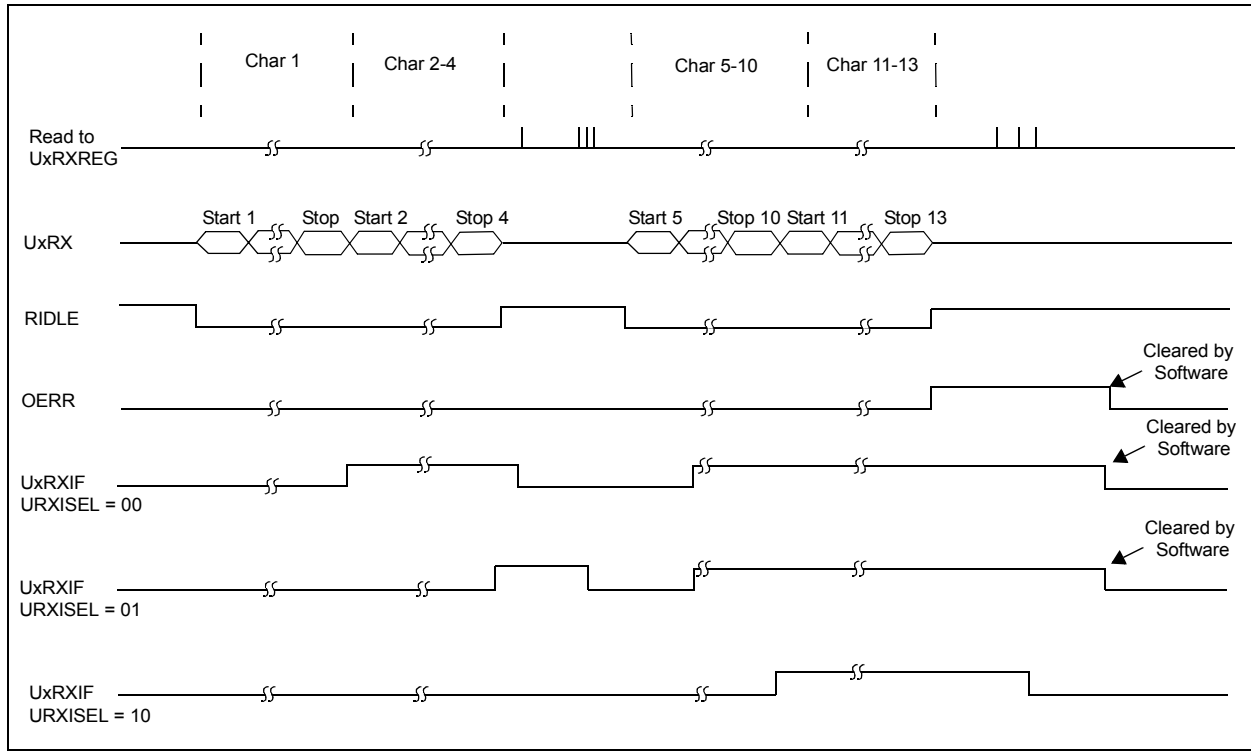 Char 1
Char 2-4
Char 5-10
Char 11-13
Read to
UxRXREG
Start 1
Stop
Start 2
Stop 4
Start 5
Stop 10
Start 11
Stop 13
UxRX
RIDLE
Cleared by
Software
OERR
Cleared by
Software
UxRXIF
URXISEL = 00
Cleared by
Software
UxRXIF
URXISEL = 01
UxRXIF
URXISEL = 10